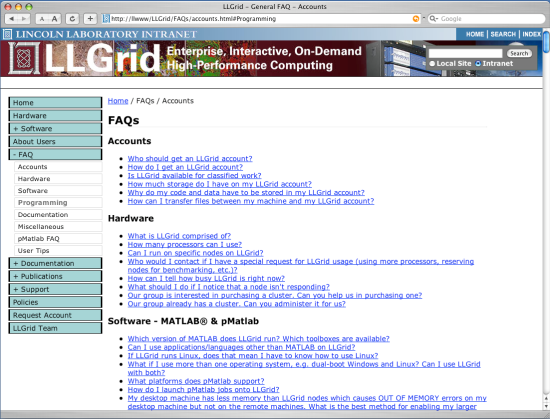 LLGrid - General FAQ - Accounts
A A
http://llwww/LLGrid/FAQs/accounts.html#Programming
Google
LINCOLN LABORATORY INTRANET
HOME | SEARCH | INDEX
LLGrid
Enterprise, Interactive, On-Demand
High-Performance Computing
Search
Local Site Intranet
Home
Hardware
+ Software
About Users
- FAQ
Accounts
Hardware
Software
Programming
Documentation
Miscellaneous
pMatlab FAQ
User Tips
+ Documentation
+ Publications
+ Support
Policies
Request Account
LLGrid Team
Home / FAQs / Accounts
FAQs
Accounts
• Who should get an LLGrid account?
• How do I get an LLGrid account?
• Is LLGrid available for classified work?
• How much storage do I have on my LLGrid account?
• Why do my code and data have to be stored in my LLGrid account?
• How can I transfer files between my machine and my LLGrid account?
Hardware
• What is LLGrid comprised of?
• How many processors can I use?
• Can I run on specific nodes on LLGrid?
• Who would I contact if I have a special request for LLGrid usage (using more processors, reserving
nodes for benchmarking, etc.)?
• How can I tell how busy LLGrid is right now?
• What should I do if I notice that a node isn't responding?
• Our group is interested in purchasing a cluster. Can you help us in purchasing one?
• Our group already has a cluster. Can you administer it for us?
Software - MATLAB® & pMatlab
• Which version of MATLAB does LLGrid run? Which toolboxes are available?
• Can I use applications/languages other than MATLAB on LLGrid?
• If LLGrid runs Linux, does that mean I have to know how to use Linux?
• What if I use more than one operating system, e.g. dual-boot Windows and Linux? Can I use LLGrid
with both?
• What platforms does pMatlab support?
• How do I launch pMatlab jobs onto LLGrid?
• My desktop machine has less memory than LLGrid nodes which causes OUT OF MEMORY errors on my
desktop machine but not on the remote machines. What is the best method for enabling my larger